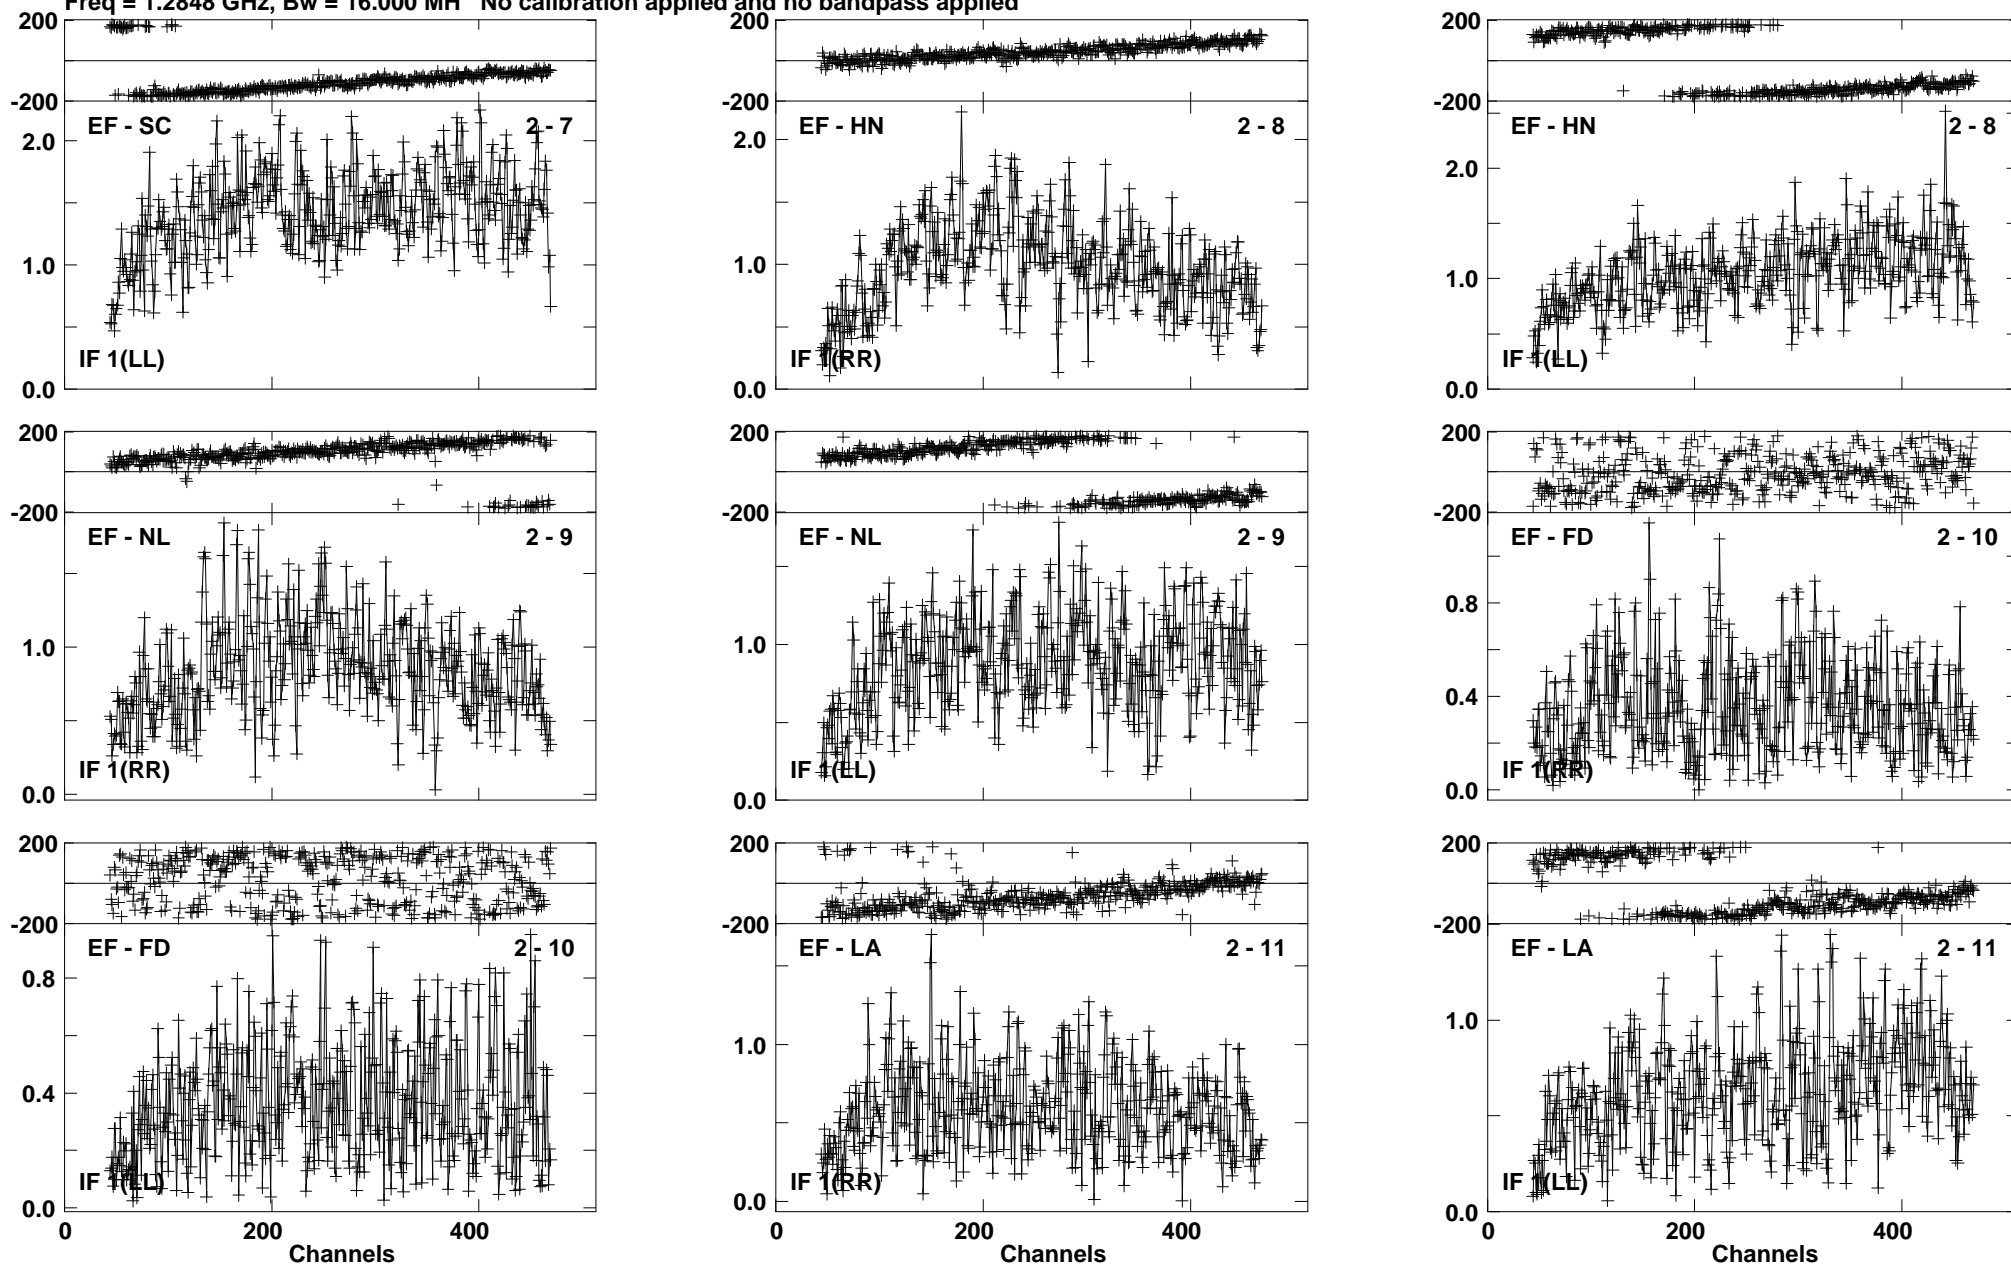 Freq = 1.2848 GHz, Bw = 16.000 MH No calibration applied and no bandpass applied
200
-200
EF - SC 2 - 7
2.0
1.0
IF 1(LL)
0.0
200
-200
EF - HN 2 - 8
2.0
1.0
IF 1(RR)
0.0
200
-200
EF - HN 2 - 8
2.0
1.0
IF 1(LL)
0.0
200
-200
EF - NL 2 - 9
1.0
IF 1(RR)
0.0
200
-200
EF - NL 2 - 9
1.0
IF 1(LL)
0.0
200
-200
EF - FD 2 - 10
0.8
0.4
IF 1(RR)
0.0
200
-200
EF - FD 2 - 10
0.8
0.4
IF 1(LL)
0.0
0 200 400
Channels
200
-200
EF - LA 2 - 11
1.0
IF 1(RR)
0.0
0 200 400
Channels
200
-200
EF - LA 2 - 11
1.0
IF 1(LL)
0.0
0 200 400
Channels